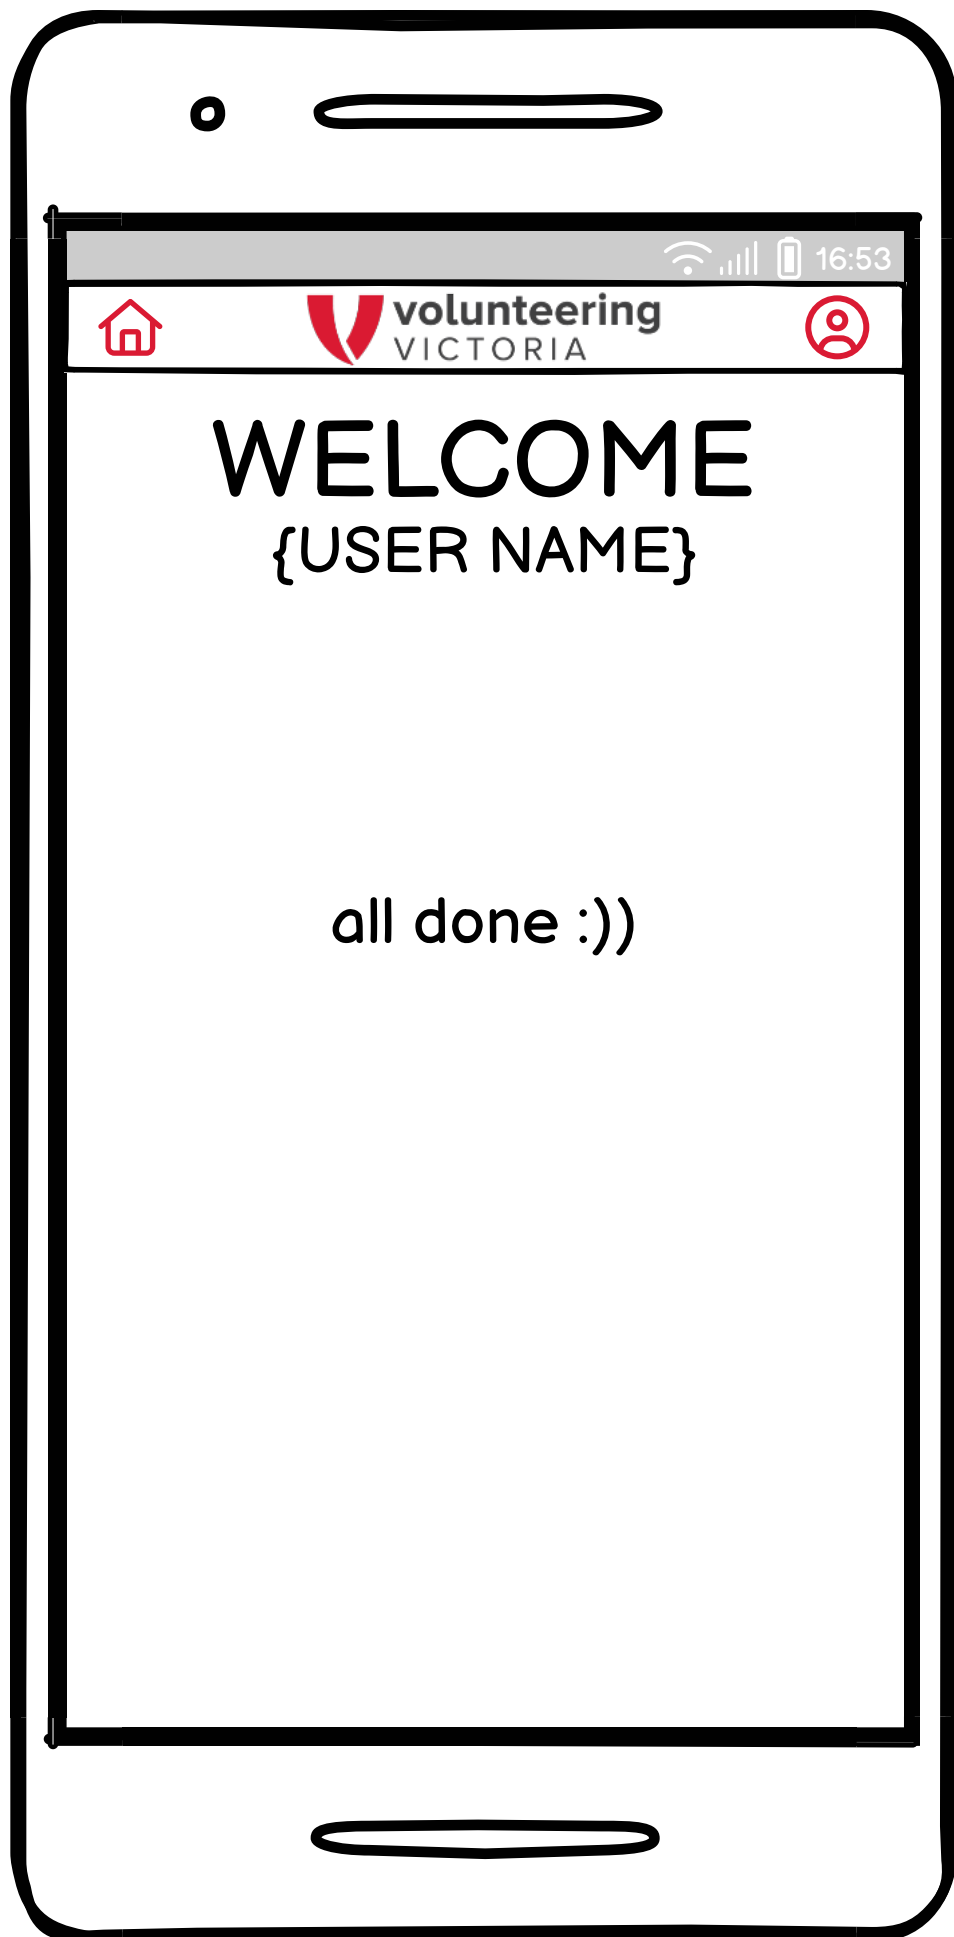 16:53
volunteering
VICTORIA
WELCOME
{USER NAME}
all done :))